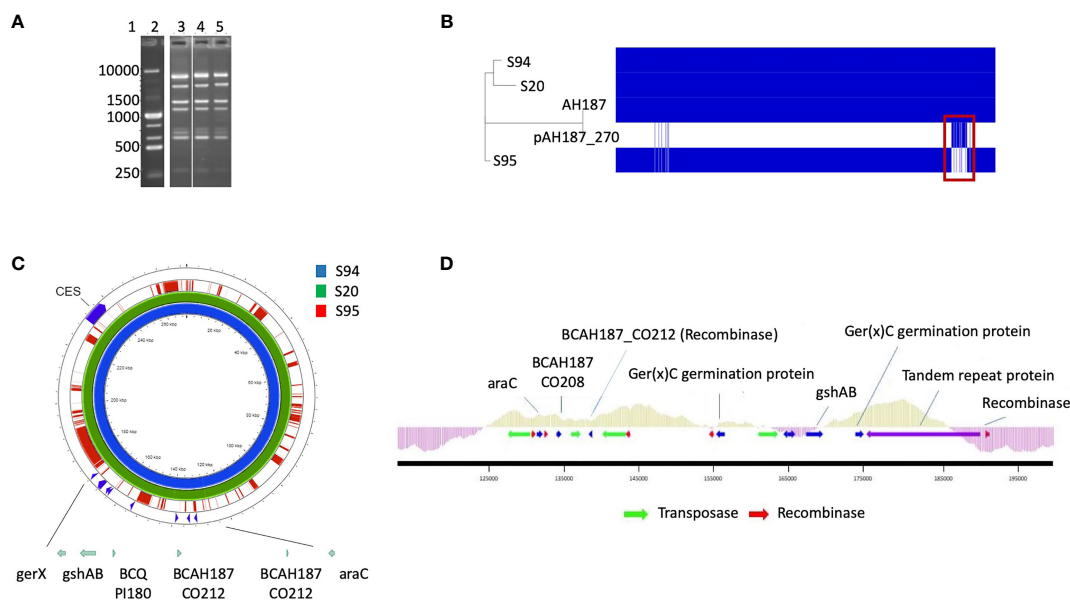 A
1 2 3 4 5
10000
1500
1000
500
250
B
S94
S20
AH187
pAH187_270
S95
C
S94
S20
S95
CES
260 kbp
20 kbp
40 kbp
60 kbp
80 kbp
100 kbp
120 kbp
140 kbp
160 kbp
180 kbp
200 kbp
220 kbp
240 kbp
gerX
gshAB
BCQ
PI180
BCAH187
CO212
BCAH187
CO212
araC
D
araC
BCAH187
CO208
BCAH187_CO212 (Recombinase)
Ger(x)C germination protein
gshAB
Ger(x)C germination protein
Tandem repeat protein
Recombinase
125000 135000 145000 155000 165000 175000 185000 195000
Transposase
Recombinase